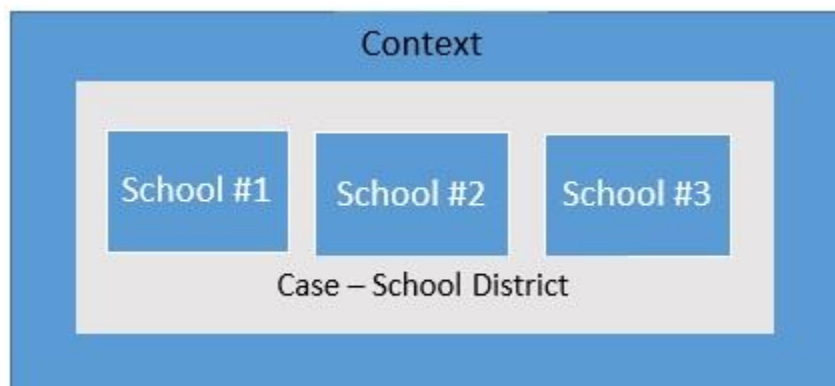 Context
School #1
School #2
School #3
Case – School District